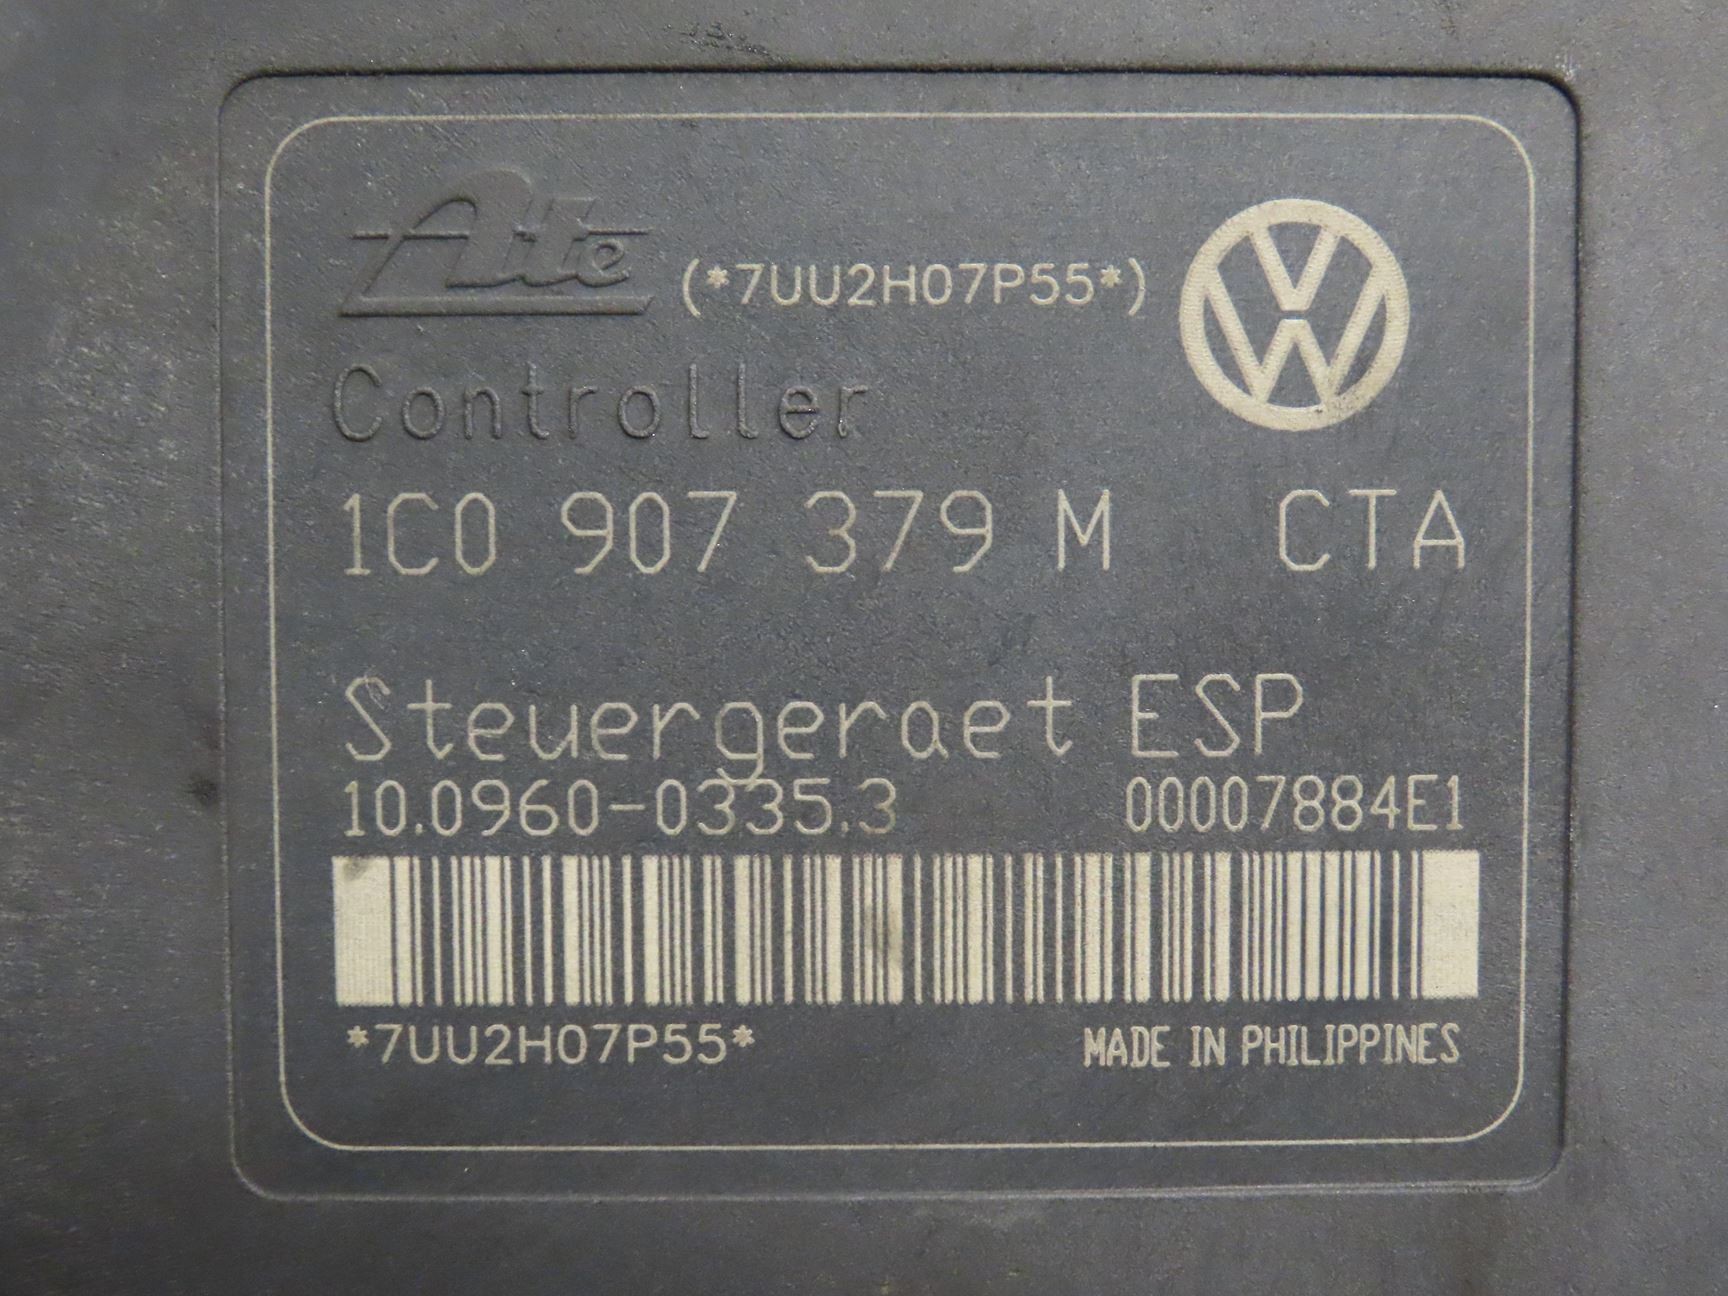 Ate (*7UU2H07P55*)
Controller
1C0 907 379 M CTA
Steuergeraet ESP
10.0960-0335.3 00007884E1
*7UU2H07P55* MADE IN PHILIPPINES